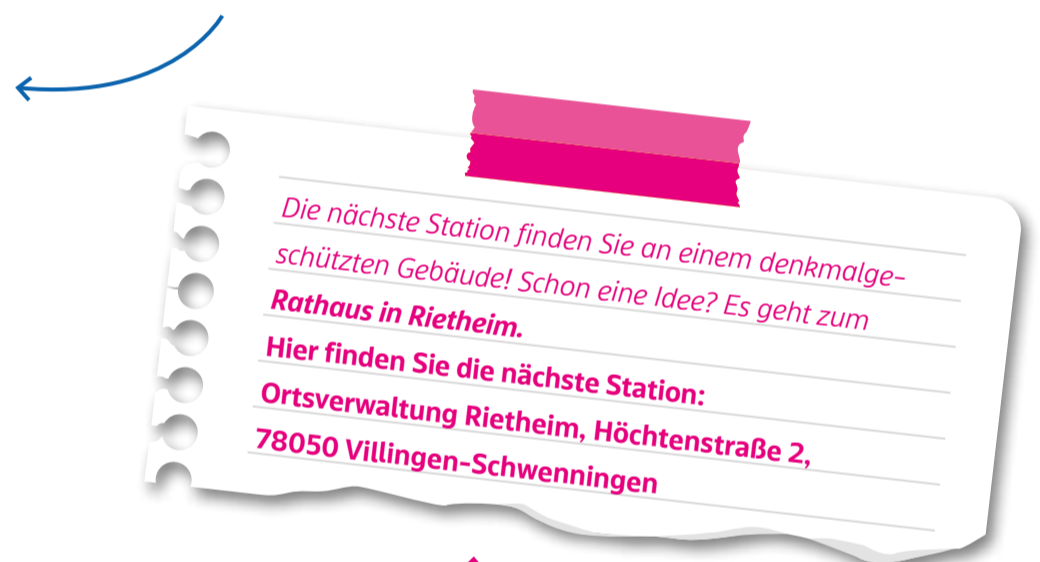 Die nächste Station finden Sie an einem denkmalge-
schützten Gebäude! Schon eine Idee? Es geht zum
Rathaus in Rietheim.
Hier finden Sie die nächste Station:
Ortsverwaltung Rietheim, Höchtenstraße 2,
78050 Villingen-Schwenningen